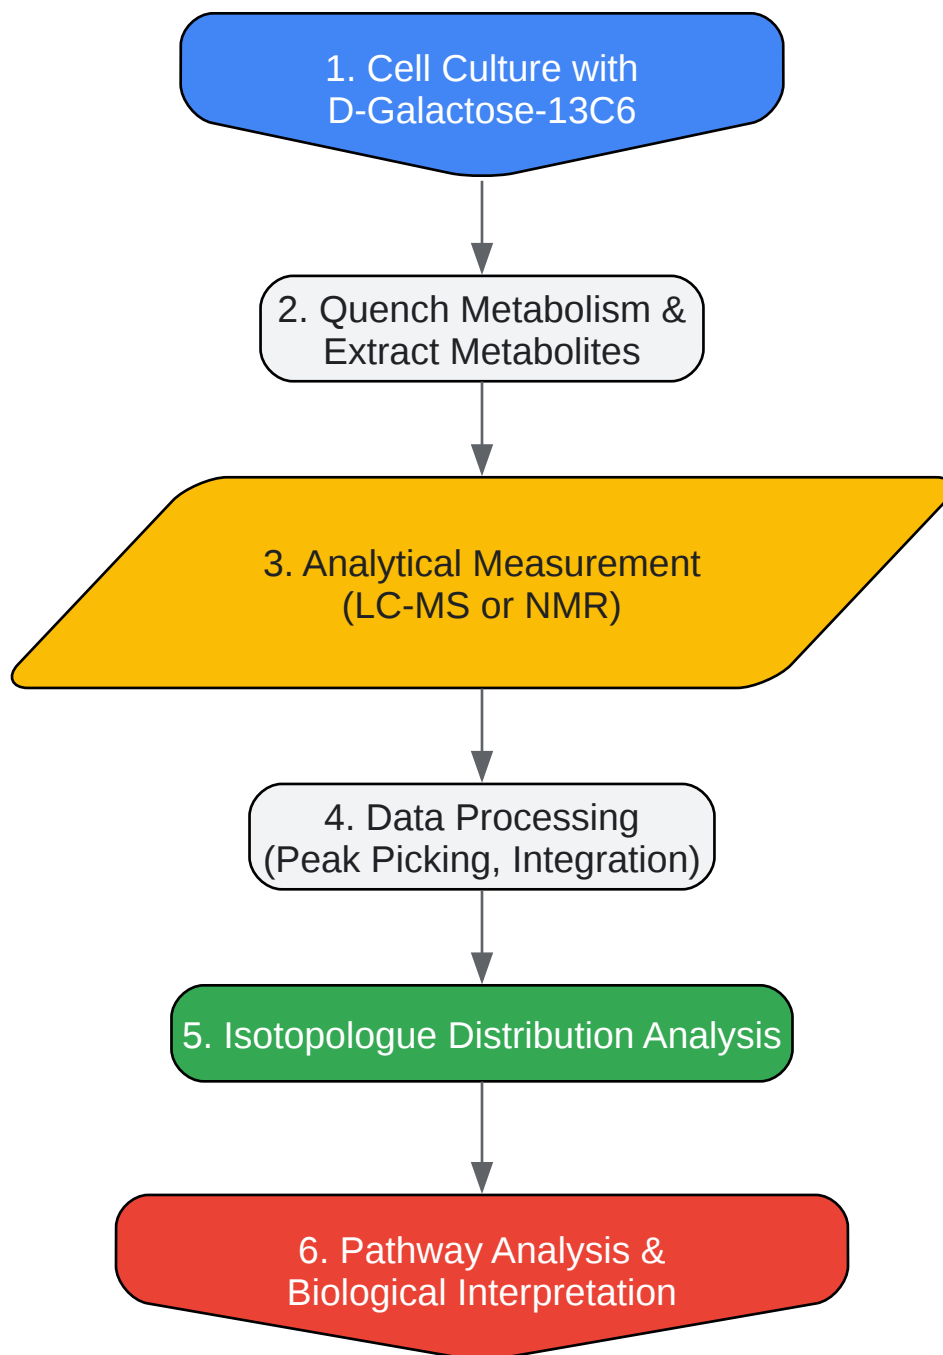 1. Cell Culture with
D-Galactose-13C6
2. Quench Metabolism &
Extract Metabolites
3. Analytical Measurement
(LC-MS or NMR)
4. Data Processing
(Peak Picking, Integration)
5. Isotopologue Distribution Analysis
6. Pathway Analysis &
Biological Interpretation